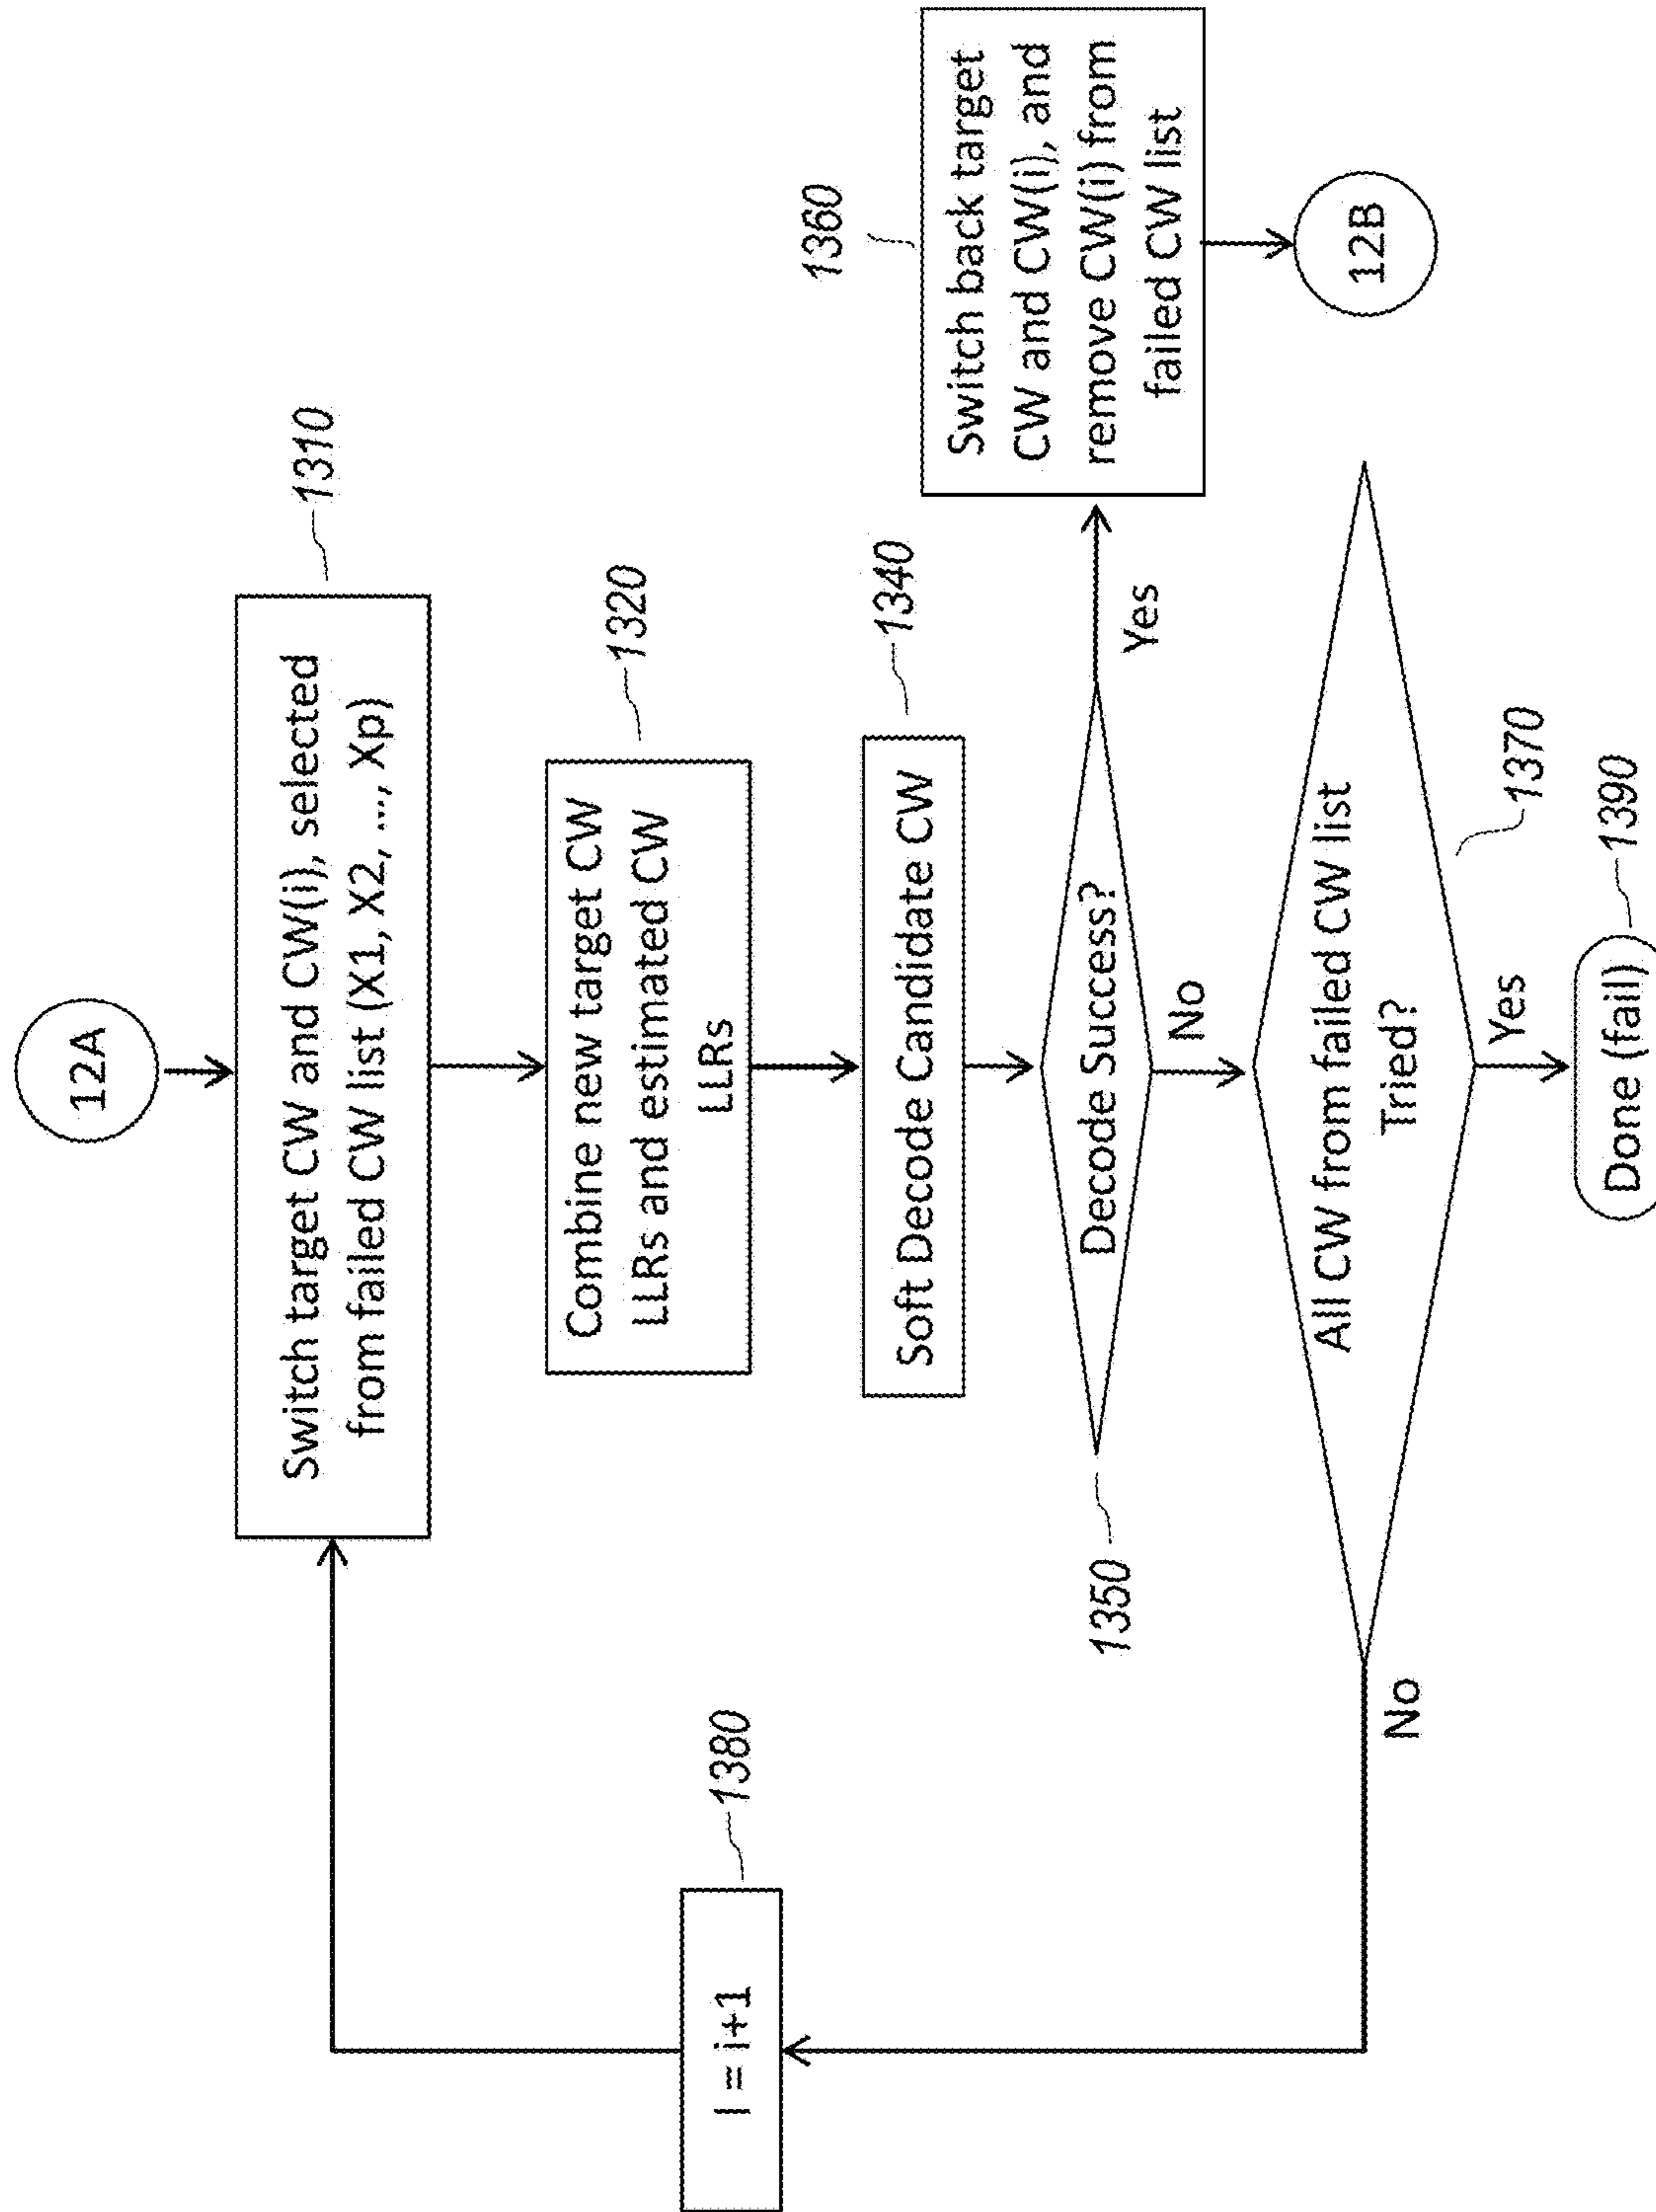 12A
Switch target CW and CW(i), selected
from failed CW list (X1, X2, ..., Xp)
1310
Combine new target CW
LLRs and estimated CW
LLRs
1320
Soft Decode Candidate CW
1340
Decode Success?
1350
Yes
No
1360
Switch back target
CW and CW(i), and
remove CW(i) from
failed CW list
12B
All CW from failed CW list
Tried?
1370
No
Yes
I = i+1
1380
Done (fail)
1390